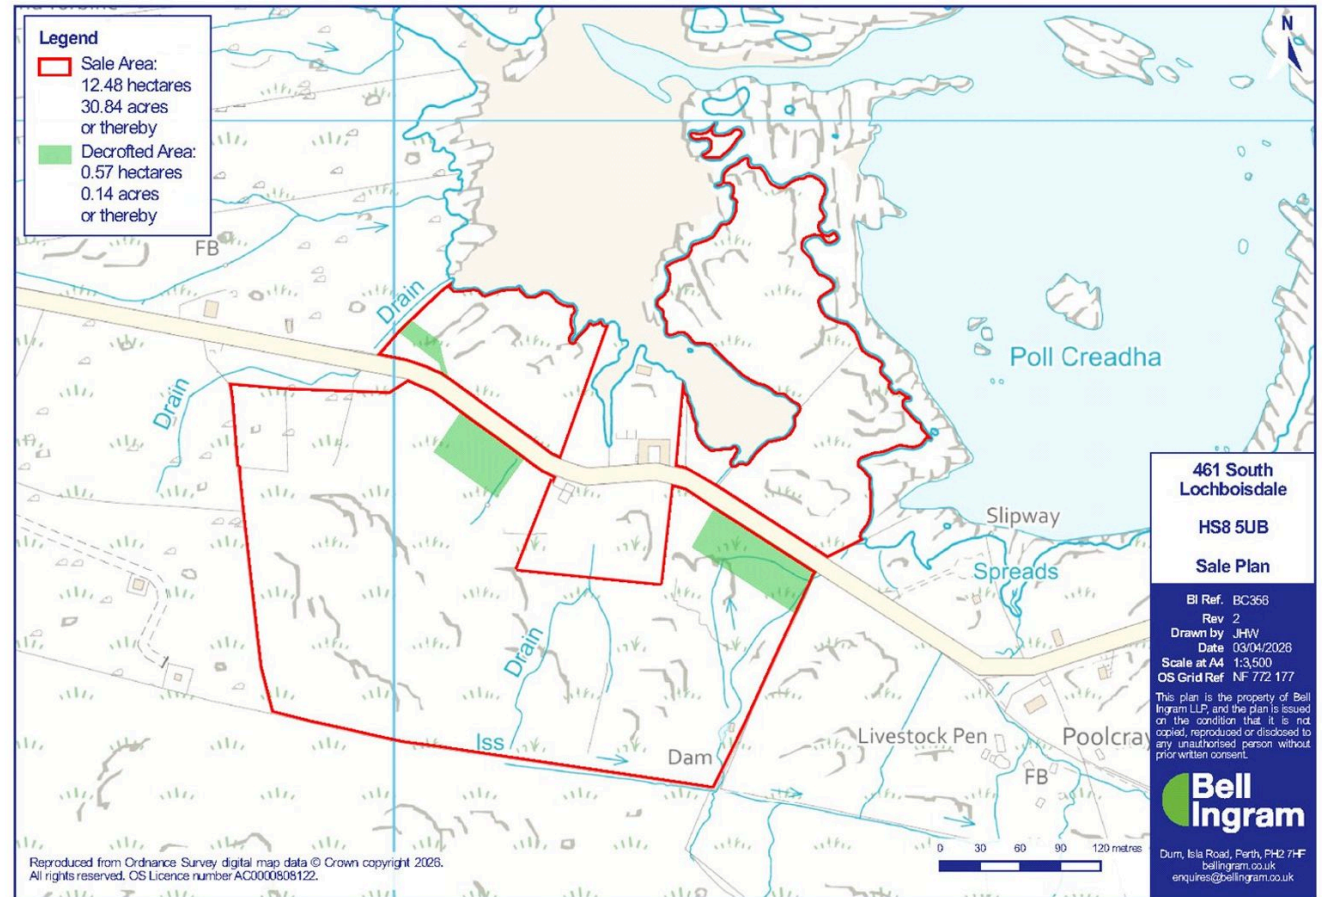 Legend
Sale Area:
12.48 hectares
30.84 acres
or thereby
Decrofted Area:
0.57 hectares
0.14 acres
or thereby
N
FB
Drain
Drain
Poll Creadha
Slipway
Spreads
Drain
Iss
Dam
Livestock Pen
Poolcray
FB
0 30 60 90 120 metres
Reproduced from Ordnance Survey digital map data © Crown copyright 2026.
All rights reserved. OS Licence number AC0000808122.
461 South
Lochboisdale
HS8 5UB
Sale Plan
BI Ref. BC356
Rev 2
Drawn by JHW
Date 03/04/2026
Scale at A4 1:3,500
OS Grid Ref NF 772 177
This plan is the property of Bell
Ingram LLP, and the plan is issued
on the condition that it is not
copied, reproduced or disclosed to
any unauthorised person without
prior written consent.
Bell
Ingram
Durn, Isla Road, Perth, PH2 7HF
bellingram.co.uk
enquires@bellingram.co.uk